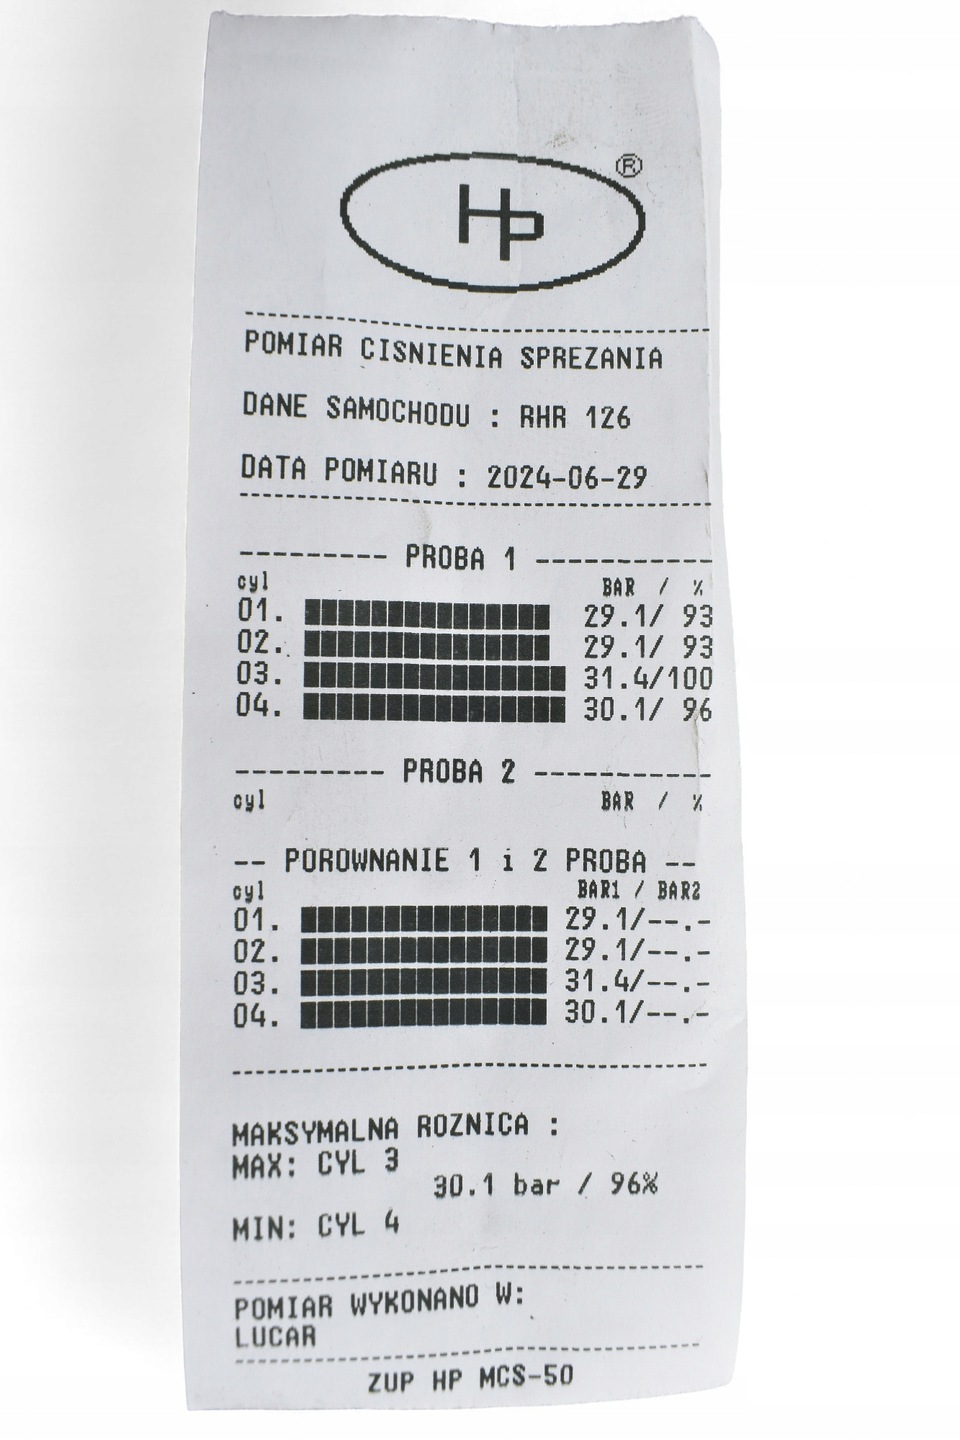 HP ®
POMIAR CISNIENIA SPREZANIA
DANE SAMOCHODU : RHR 126
DATA POMIARU : 2024-06-29
--------- PROBA 1 -----------
cyl BAR / %
01. 29.1/ 93
02. 29.1/ 93
03. 31.4/100
04. 30.1/ 96
--------- PROBA 2 -----------
cyl BAR / %
-- POROWNANIE 1 i 2 PROBA --
cyl BAR1 / BAR2
01. 29.1/--.-
02. 29.1/--.-
03. 31.4/--.-
04. 30.1/--.-
MAKSYMALNA ROZNICA :
MAX: CYL 3
30.1 bar / 96%
MIN: CYL 4
POMIAR WYKONANO W:
LUCAR
ZUP HP MCS-50